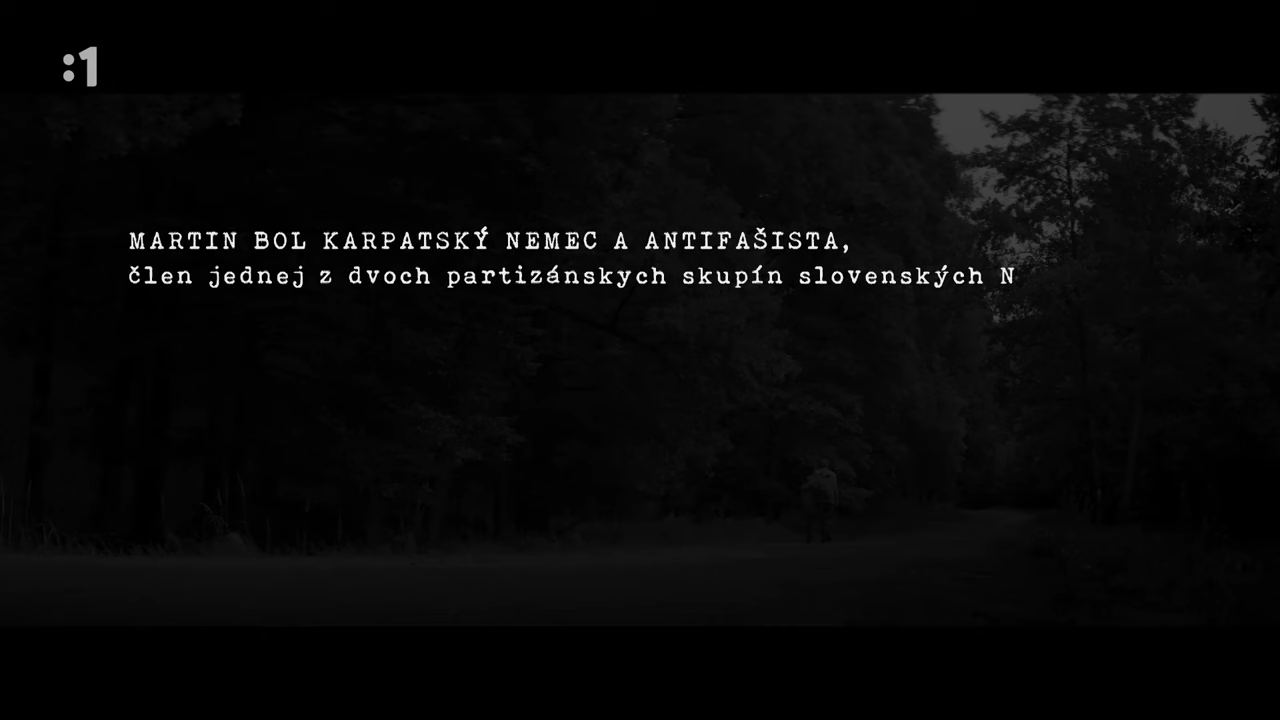 :1
MARTIN BOL KARPATSKÝ NEMEC A ANTIFAŠISTA,
člen jednej z dvoch partizánskych skupín slovenských N